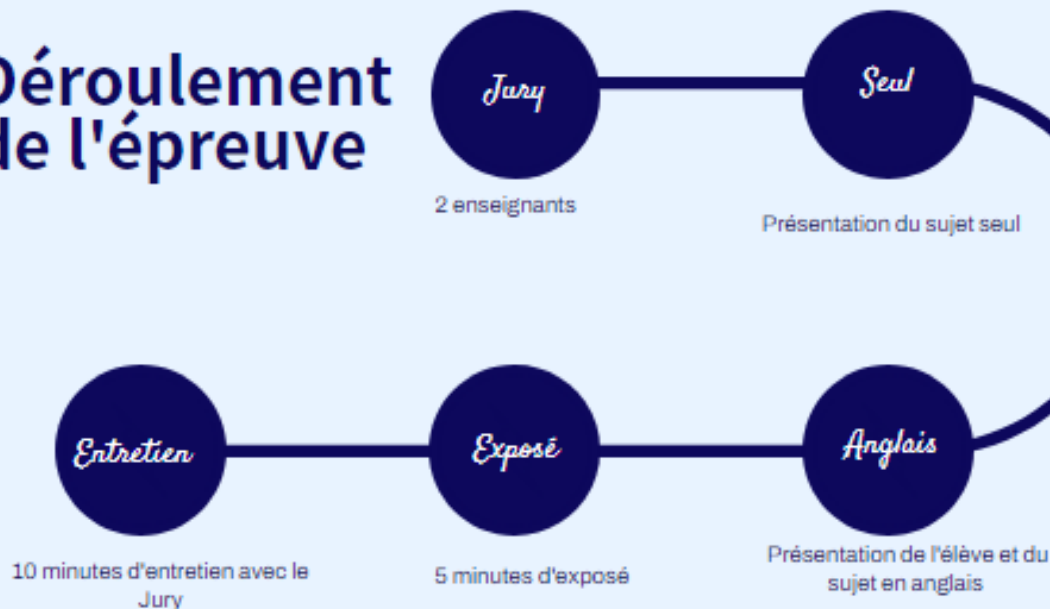 Déroulement
de l'épreuve
Jury
2 enseignants
Seul
Présentation du sujet seul
Anglais
Présentation de l'élève et du
sujet en anglais
Exposé
5 minutes d'exposé
Entretien
10 minutes d'entretien avec le
Jury